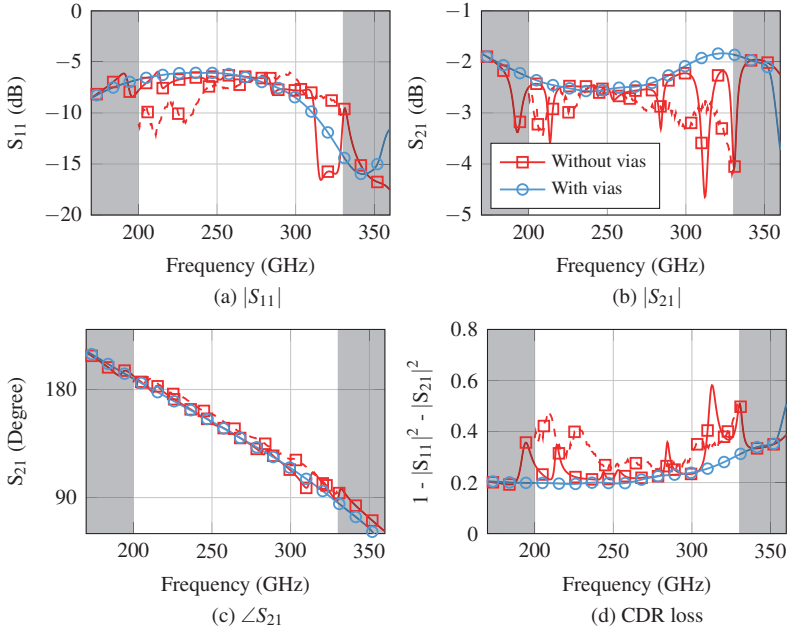 0
−5
−10
−15
−20
S11 (dB)
200 250 300 350
Frequency (GHz)
(a) |S11|
−1
−2
−3
−4
−5
S21 (dB)
Without vias
With vias
200 250 300 350
Frequency (GHz)
(b) |S21|
180
90
S21 (Degree)
200 250 300 350
Frequency (GHz)
(c) ∠S21
0.8
0.6
0.4
0.2
0
1 - |S11|² - |S21|²
200 250 300 350
Frequency (GHz)
(d) CDR loss